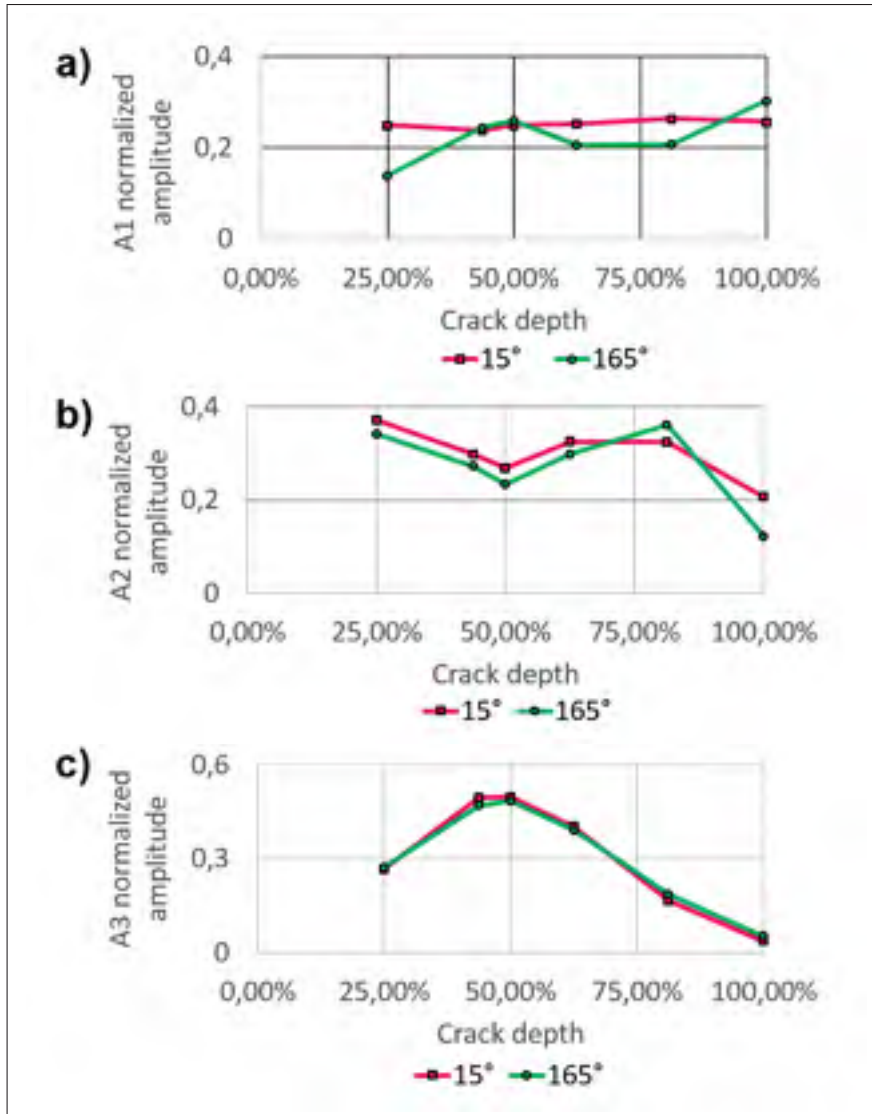 a)
A1 normalized
amplitude
0,4
0,2
0
0,00% 25,00% 50,00% 75,00% 100,00%
Crack depth
15° 165°
b)
A2 normalized
amplitude
0,4
0,2
0
0,00% 25,00% 50,00% 75,00% 100,00%
Crack depth
15° 165°
c)
A3 normalized
amplitude
0,6
0,3
0
0,00% 25,00% 50,00% 75,00% 100,00%
Crack depth
15° 165°